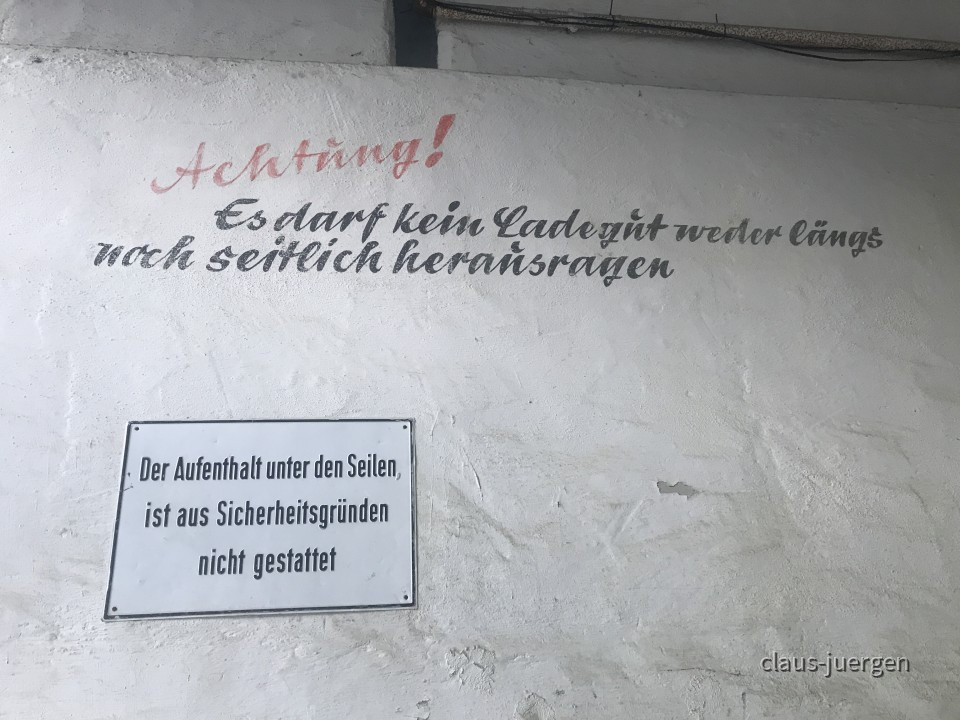 Achtung!
Es darf kein Ladegut weder längs
noch seitlich herausragen
Der Aufenthalt unter den Seilen,
ist aus Sicherheitsgründen
nicht gestattet
claus-juergen